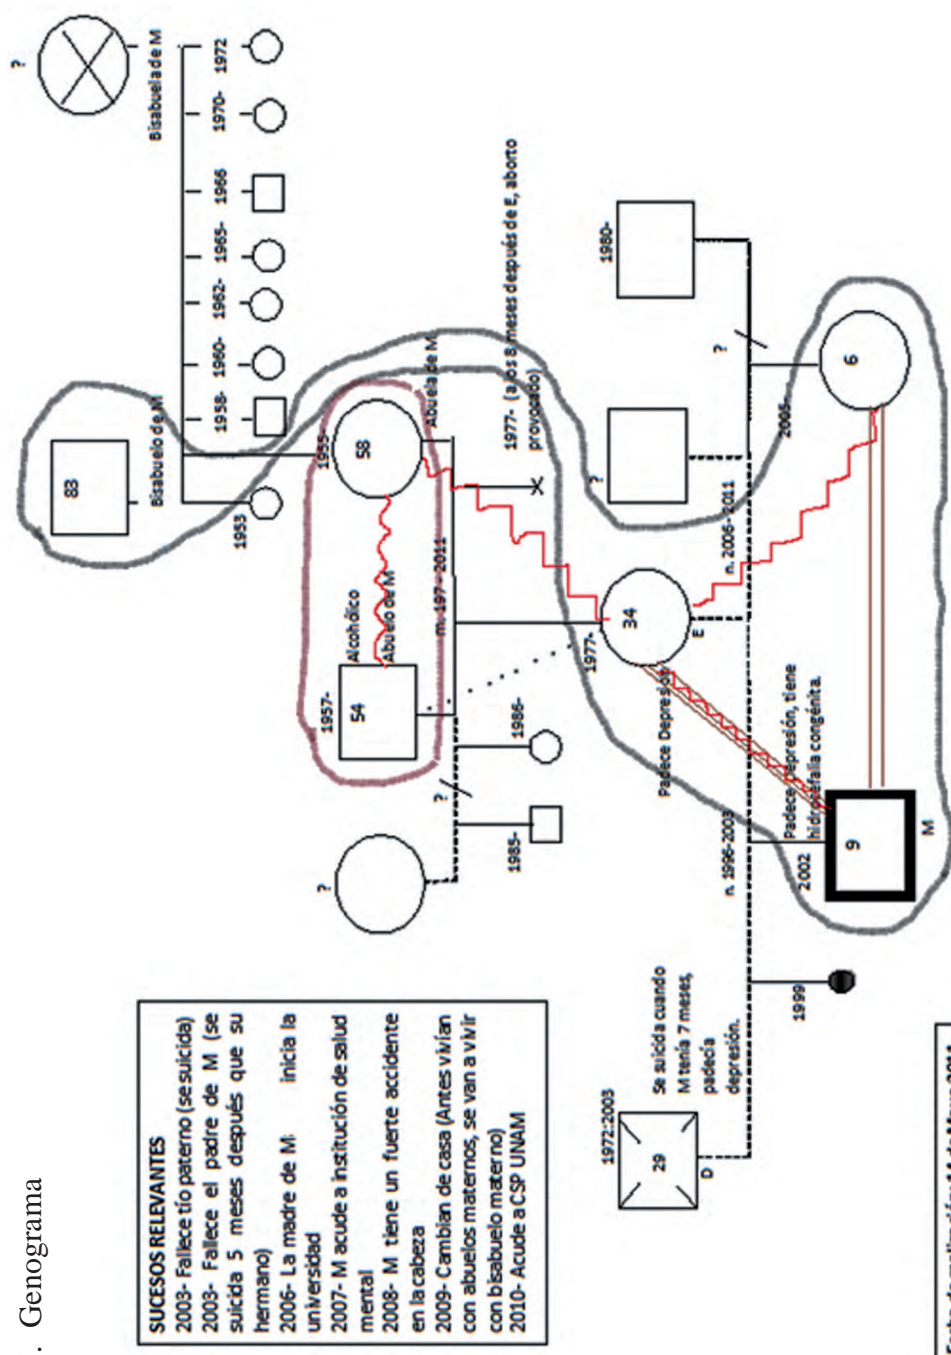 . Genograma
?
Bisabuela de M
83
Bisabuelo de M
1953
1955-
1958-
1960-
1962-
1965-
1966
1970-
1972
58
Abuela de M
1957-
54
Alcohólico
Abuelo de M
m. 197 - 2011
1977- (a los 8 meses después de E, aborto
provocado)
?
?
1985-
1986-
1977-
34
E
Padece Depresión
?
1980-
?
n. 2006- 2011
2005
6
n. 1996-2003
2002
Padece Depresión, tiene
hidrocefalia congénita.
9
M
1972:2003
29
D
Se suicida cuando
M tenía 7 meses,
padecía
depresión.
1999
SUCESOS RELEVANTES
2003- Fallece tío paterno (se suicida)
2003- Fallece el padre de M (se
suicida 5 meses después que su
hermano)
2006- La madre de M inicia la
universidad
2007- M acude a institución de salud
mental
2008- M tiene un fuerte accidente
en la cabeza
2009- Cambian de casa (Antes vivían
con abuelos maternos, se van a vivir
con bisabuelo materno)
2010- Acude a CSP UNAM